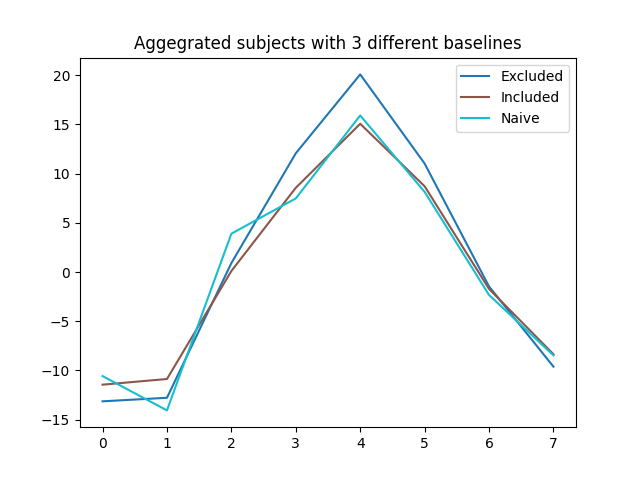 Aggegrated subjects with 3 different baselines
Excluded
Included
Naive
20
15
10
5
0
−5
−10
−15
0 1 2 3 4 5 6 7